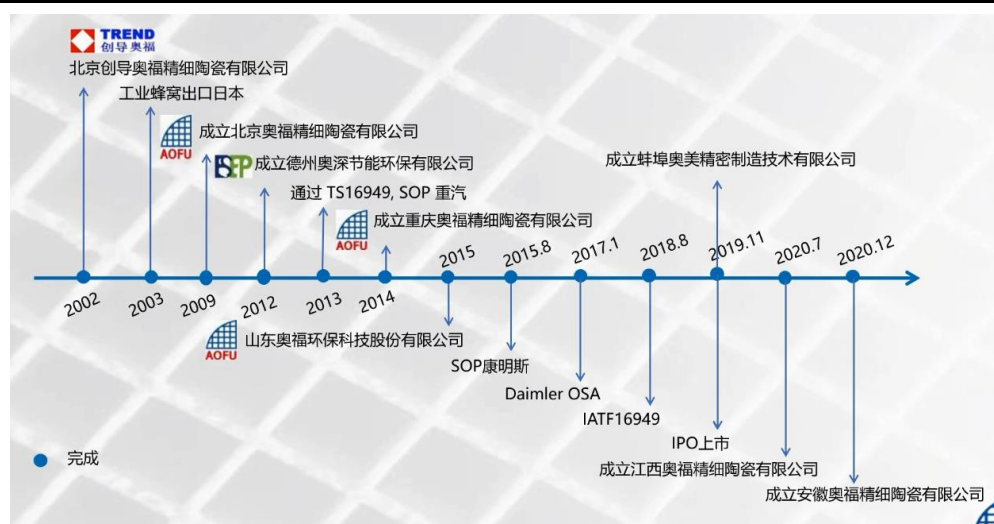 TREND
创导奥福
北京创导奥福精细陶瓷有限公司
工业蜂窝出口日本
AOFU
成立北京奥福精细陶瓷有限公司
ESEP
成立德州奥深节能环保有限公司
通过 TS16949, SOP 重汽
AOFU
成立重庆奥福精细陶瓷有限公司
成立蚌埠奥美精密制造技术有限公司
2002
2003
2009
2012
2013
2014
2015
2015.8
2017.1
2018.8
2019.11
2020.7
2020.12
AOFU
山东奥福环保科技股份有限公司
SOP康明斯
Daimler OSA
IATF16949
IPO上市
成立江西奥福精细陶瓷有限公司
成立安徽奥福精细陶瓷有限公司
完成